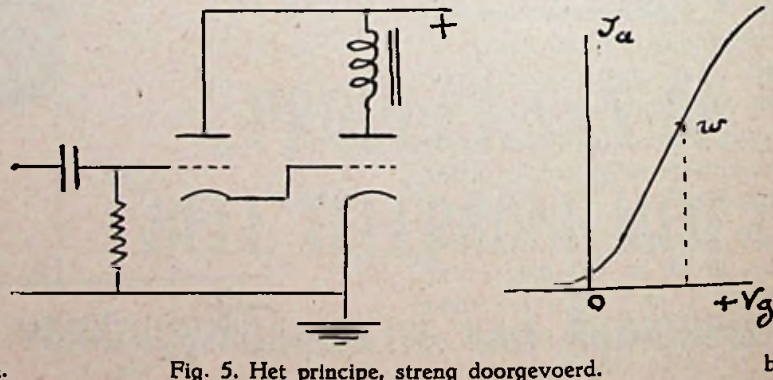 +
Ja
w
0
+Vg
Fig. 5. Het principe, streng doorgevoerd.
b